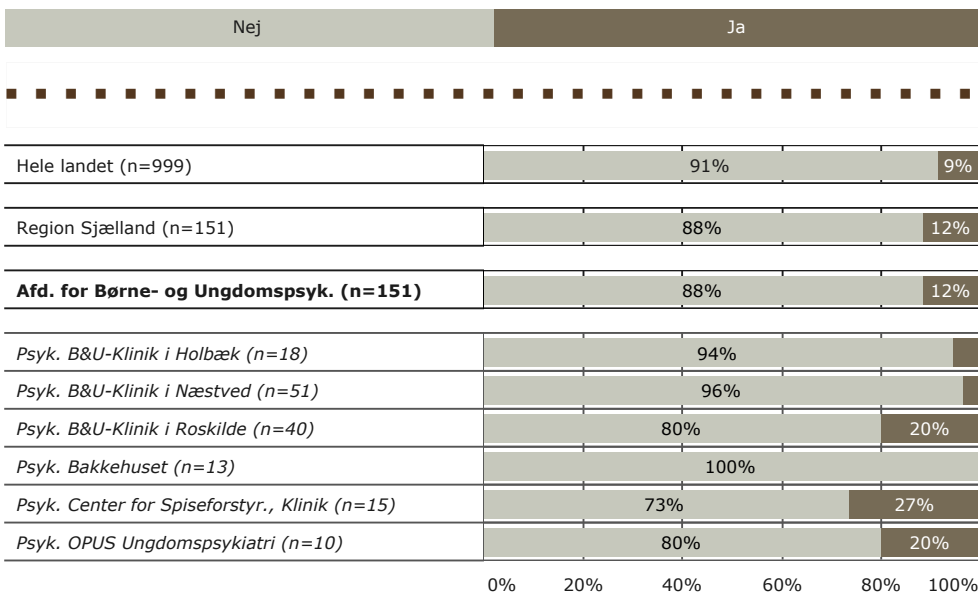 Nej Ja
Hele landet (n=999) 91% 9%
Region Sjælland (n=151) 88% 12%
Afd. for Børne- og Ungdomspsyk. (n=151) 88% 12%
Psyk. B&U-Klinik i Holbæk (n=18) 94%
Psyk. B&U-Klinik i Næstved (n=51) 96%
Psyk. B&U-Klinik i Roskilde (n=40) 80% 20%
Psyk. Bakkehuset (n=13) 100%
Psyk. Center for Spiseforstyr., Klinik (n=15) 73% 27%
Psyk. OPUS Ungdomspsykiatri (n=10) 80% 20%
0% 20% 40% 60% 80% 100%